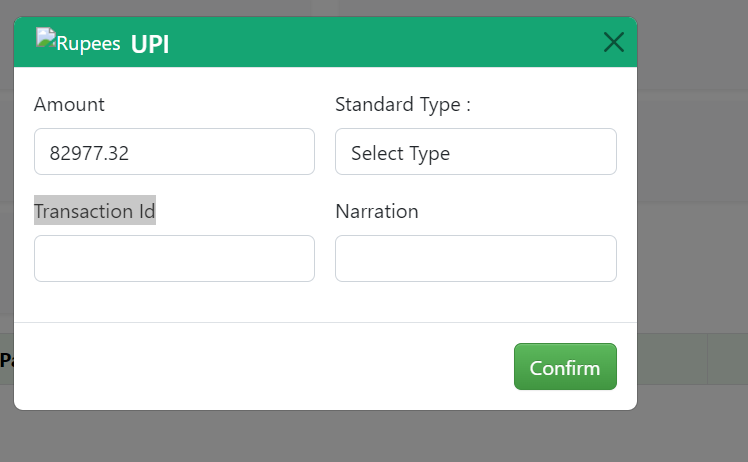 Rupees UPI
Amount
Standard Type :
82977.32
Select Type
Transaction Id
Narration
Confirm